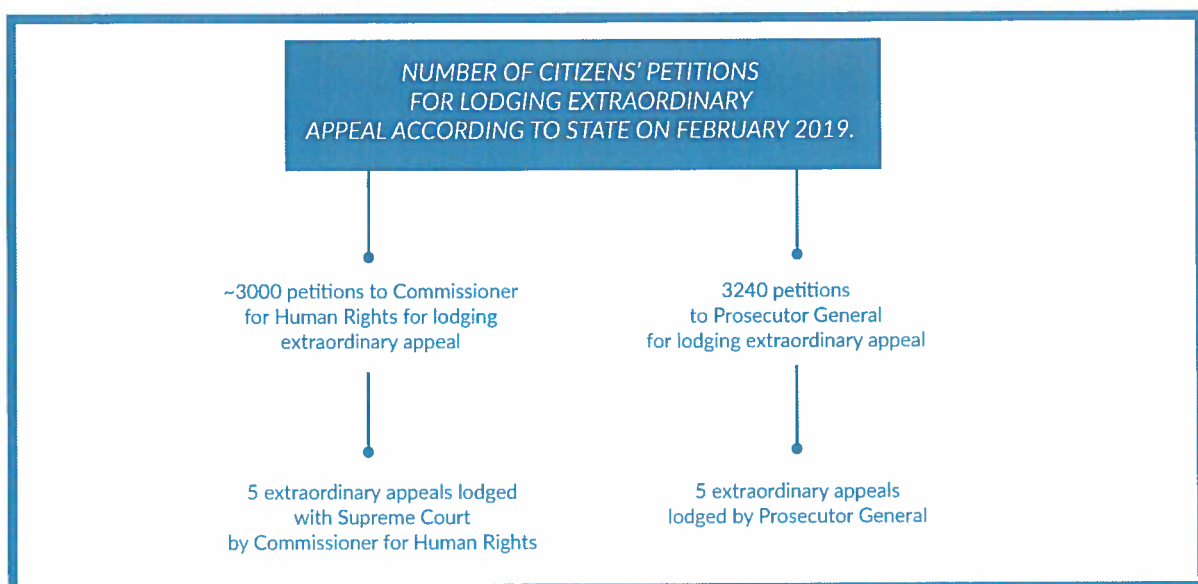 NUMBER OF CITIZENS' PETITIONS
FOR LODGING EXTRAORDINARY
APPEAL ACCORDING TO STATE ON FEBRUARY 2019.
~3000 petitions to Commissioner
for Human Rights for lodging
extraordinary appeal
3240 petitions
to Prosecutor General
for lodging extraordinary appeal
5 extraordinary appeals lodged
with Supreme Court
by Commissioner for Human Rights
5 extraordinary appeals
lodged by Prosecutor General